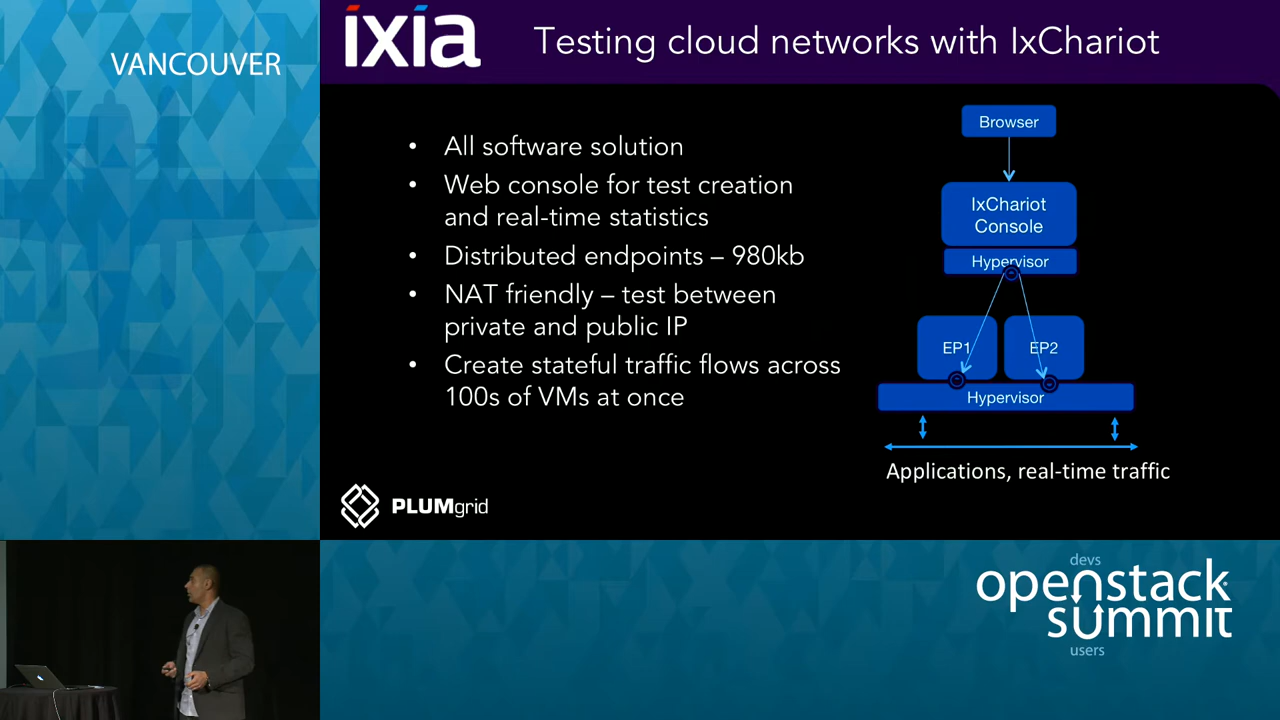 VANCOUVER
ixia
Testing cloud networks with IxChariot
• All software solution
• Web console for test creation
and real-time statistics
• Distributed endpoints – 980kb
• NAT friendly – test between
private and public IP
• Create stateful traffic flows across
100s of VMs at once
Browser
IxChariot
Console
Hypervisor
EP1
EP2
Hypervisor
Applications, real-time traffic
PLUMgrid
devs
openstack
summit
users